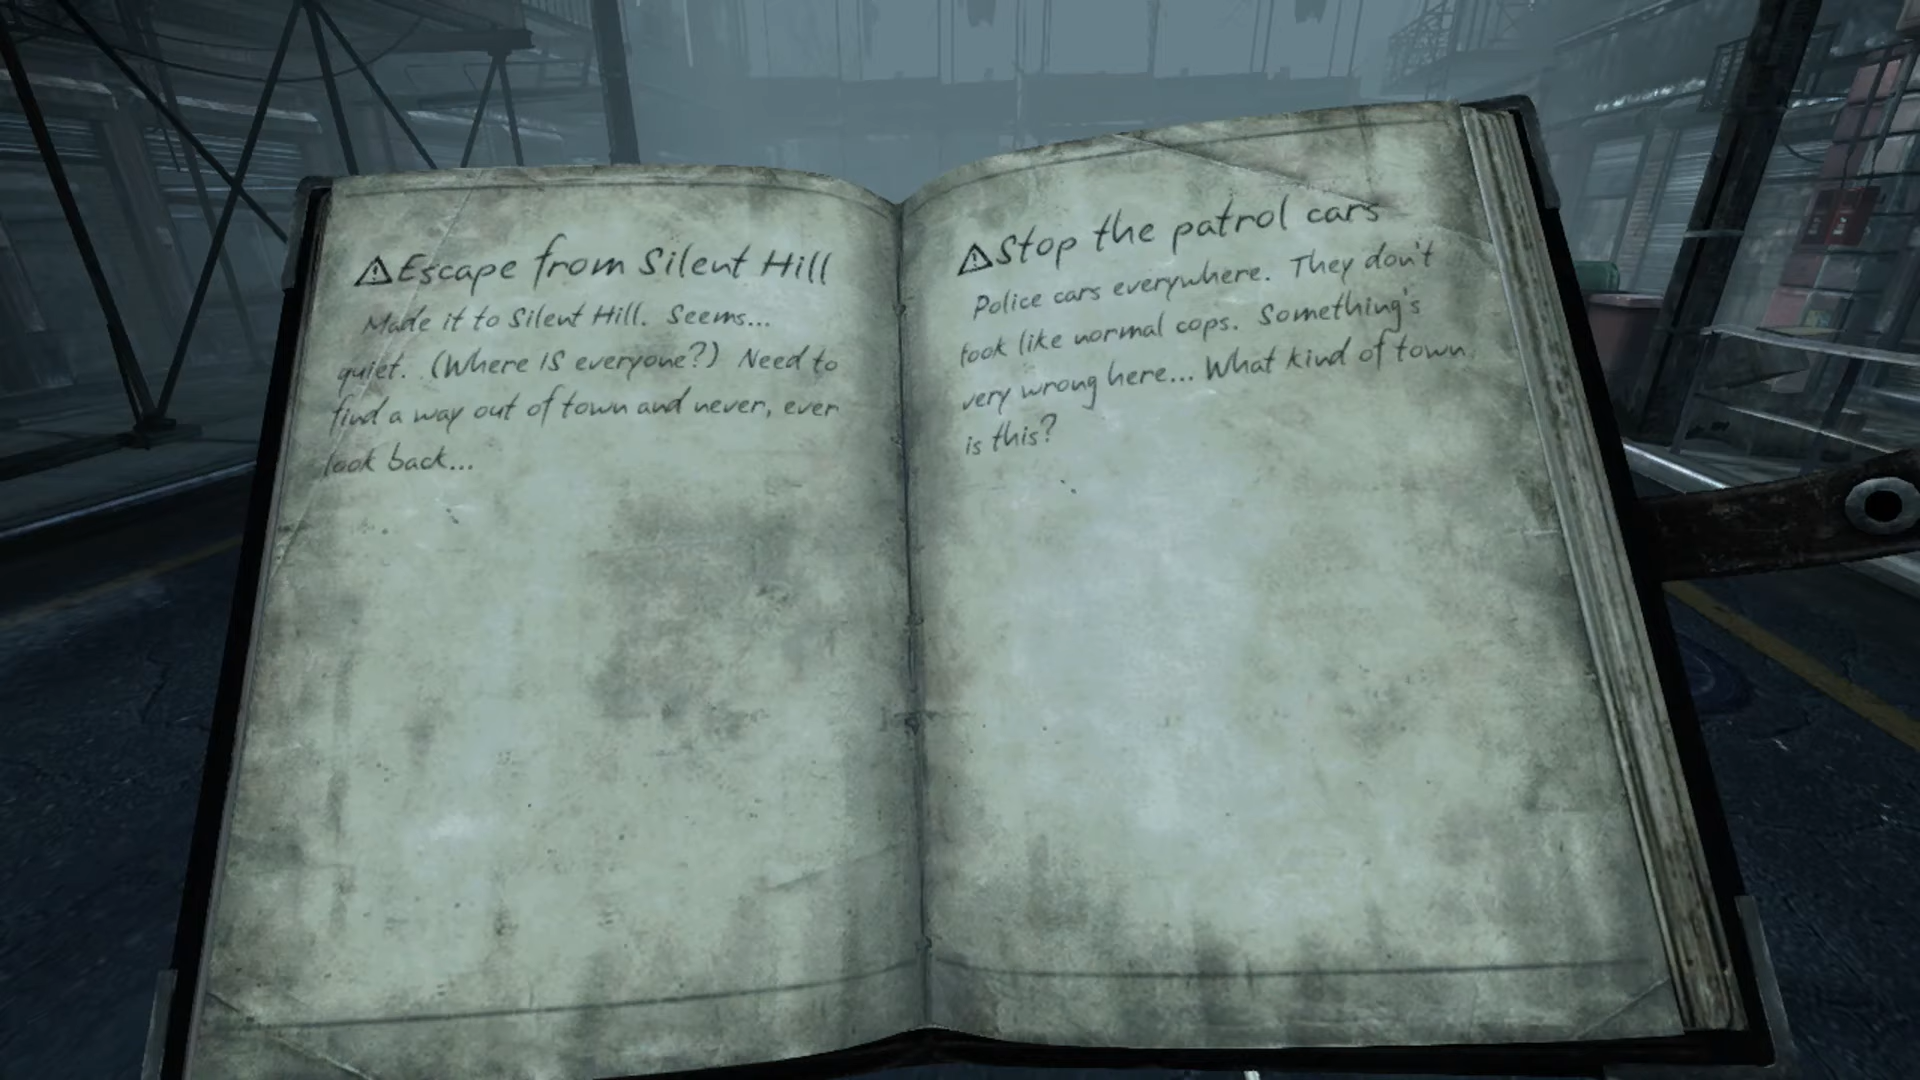 Escape from Silent Hill
Made it to Silent Hill. Seems...
quiet. (Where IS everyone?) Need to
find a way out of town and never, ever
look back...
Stop the patrol cars
Police cars everywhere. They don't
look like normal cops. Something's
very wrong here... What kind of town
is this?